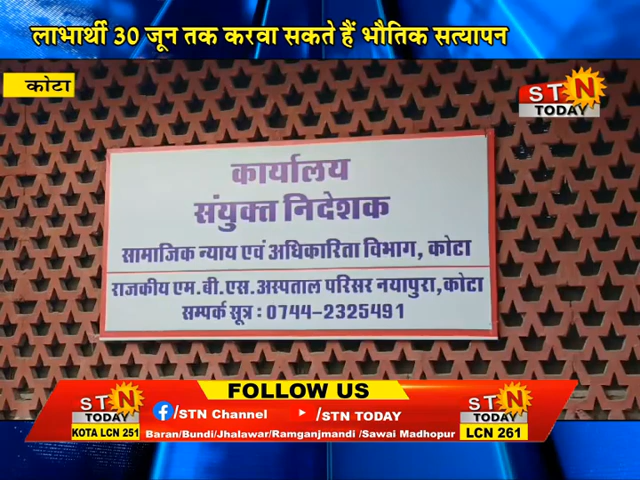 लाभार्थी 30 जून तक करवा सकते हैं भौतिक सत्यापन
कोटा
STN
TODAY
कार्यालय
संयुक्त निदेशक
सामाजिक न्याय एवं अधिकारिता विभाग, कोटा
राजकीय एम.बी.एस.अस्पताल परिसर नयापुरा,कोटा
सम्पर्क सूत्र : 0744-2325491
FOLLOW US
STN
TODAY
KOTA LCN 251
/STN Channel
/STN TODAY
Baran/Bundi/Jhalawar/Ramganjmandi /Sawai Madhopur
STN
TODAY
LCN 261